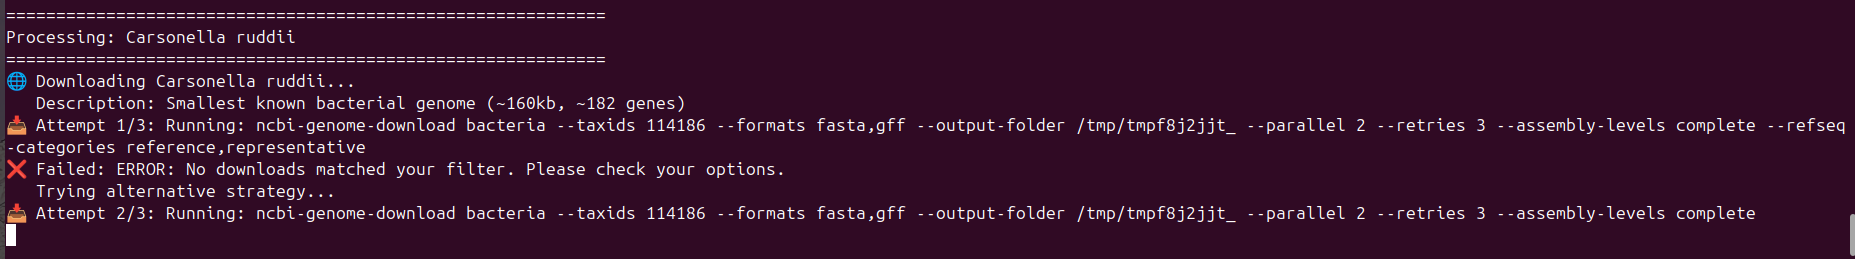 ============================================================
Processing: Carsonella ruddii
============================================================
🌐 Downloading Carsonella ruddii...
Description: Smallest known bacterial genome (~160kb, ~182 genes)
📥 Attempt 1/3: Running: ncbi-genome-download bacteria --taxids 114186 --formats fasta,gff --output-folder /tmp/tmpf8j2jjt_ --parallel 2 --retries 3 --assembly-levels complete --refseq
-categories reference,representative
❌ Failed: ERROR: No downloads matched your filter. Please check your options.
Trying alternative strategy...
📥 Attempt 2/3: Running: ncbi-genome-download bacteria --taxids 114186 --formats fasta,gff --output-folder /tmp/tmpf8j2jjt_ --parallel 2 --retries 3 --assembly-levels complete